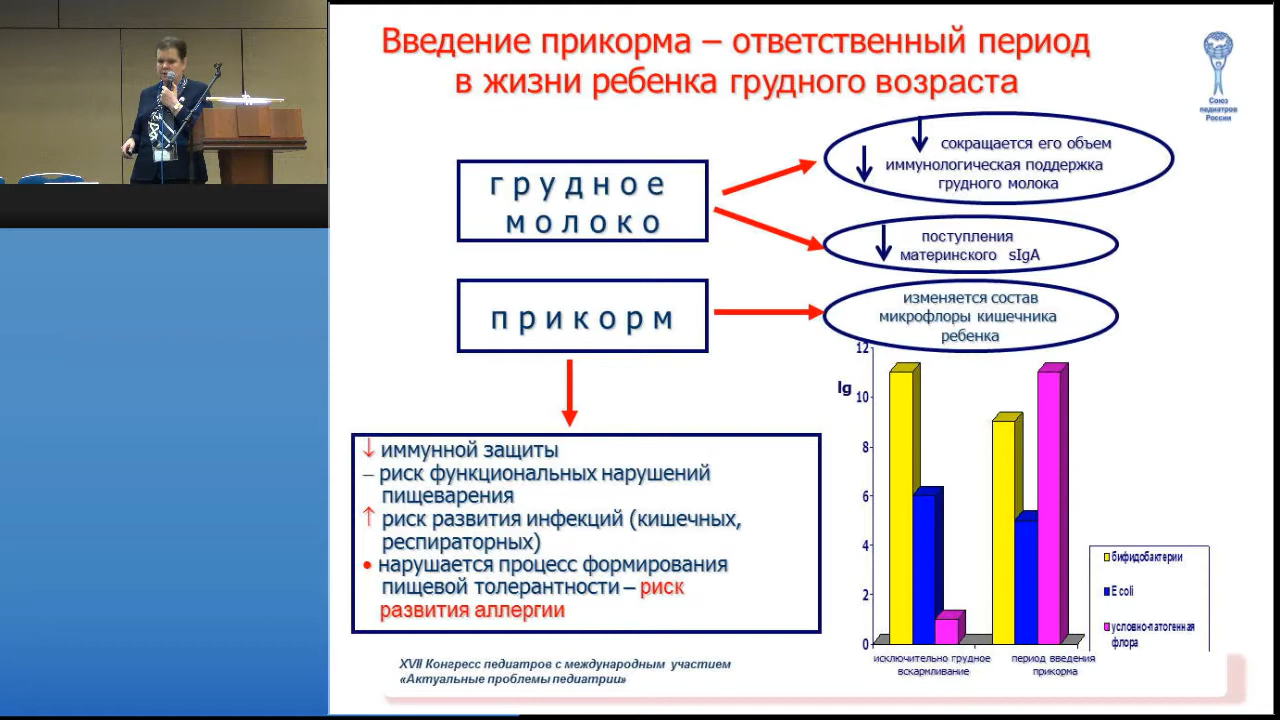 Введение прикорма – ответственный период
в жизни ребенка грудного возраста
Союз
педиатров
России
грудное
молоко
сокращается его объем
иммунологическая поддержка
грудного молока
поступления
материнского sIgA
прикорм
изменяется состав
микрофлоры кишечника
ребенка
↓ иммунной защиты
– риск функциональных нарушений
пищеварения
↑ риск развития инфекций (кишечных,
респираторных)
• нарушается процесс формирования
пищевой толерантности – риск
развития аллергии
lg
12
10
8
6
4
2
0
исключительно грудное
вскармливание
период введения
прикорма
бифидобактерии
E coli
условно-патогенная
флора
XVII Конгресс педиатров с международным участием
«Актуальные проблемы педиатрии»